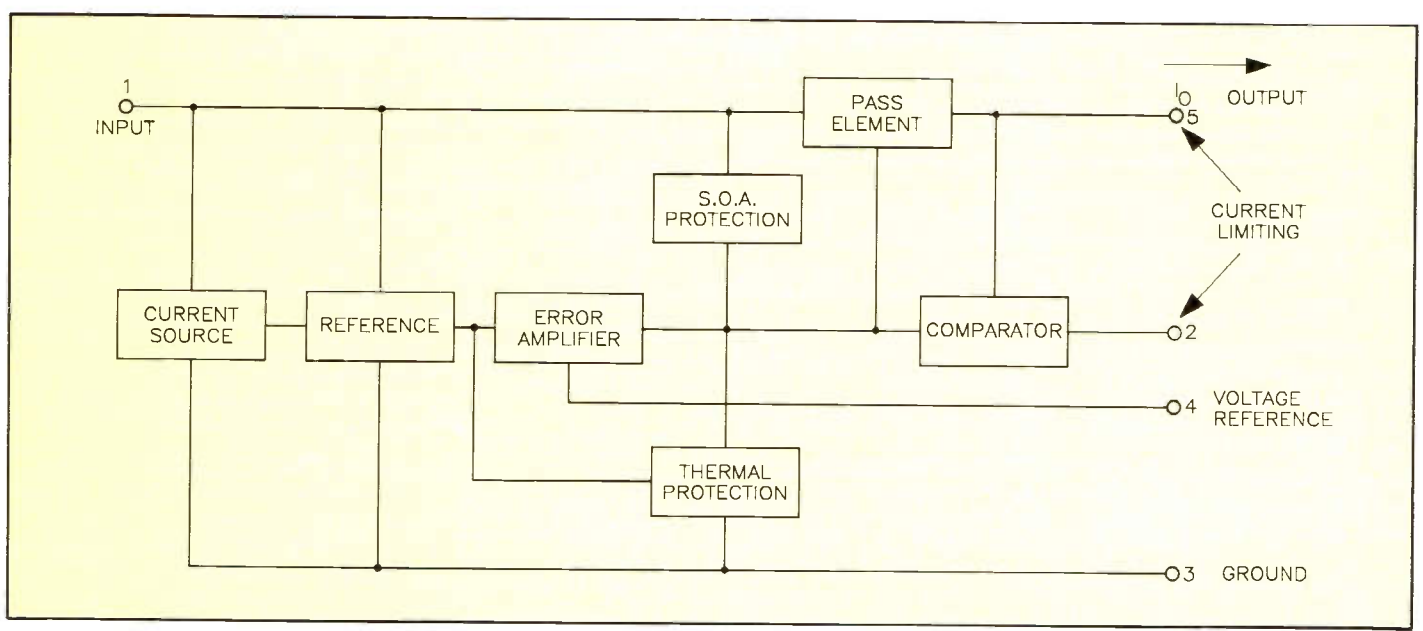 1
INPUT
PASS
ELEMENT
IO
OUTPUT
5
S.O.A.
PROTECTION
CURRENT
LIMITING
CURRENT
SOURCE
REFERENCE
ERROR
AMPLIFIER
COMPARATOR
2
4
VOLTAGE
REFERENCE
THERMAL
PROTECTION
3
GROUND